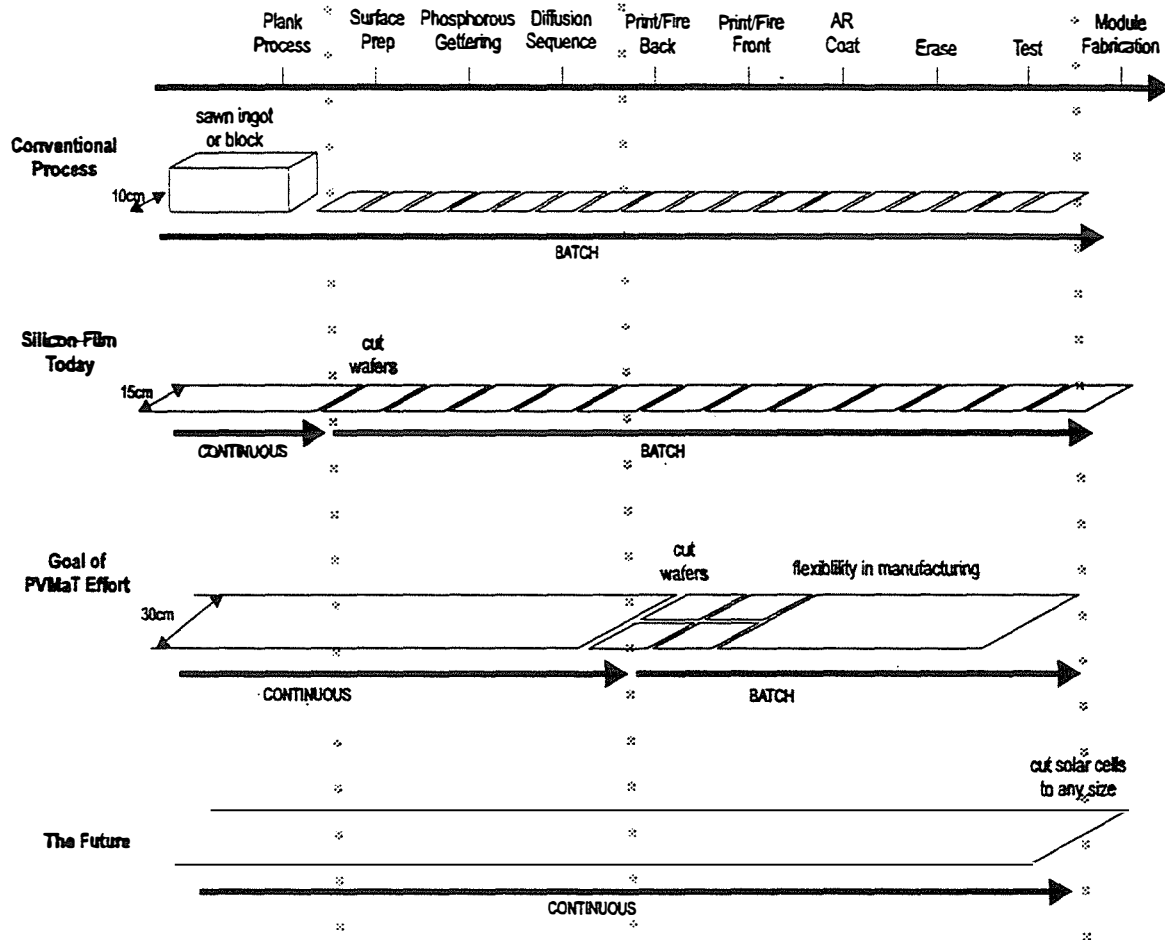 Plank
Process
Surface
Prep
Phosphorous
Gettering
Diffusion
Sequence
Print/Fire
Back
Print/Fire
Front
AR
Coat
Erase
Test
Module
Fabrication
Conventional
Process
sawn ingot
or block
10cm
BATCH
Silicon-Film
Today
cut
wafers
15cm
CONTINUOUS
BATCH
Goal of
PVMaT Effort
cut
wafers
flexiblility in manufacturing
30cm
CONTINUOUS
BATCH
cut solar cells
to any size
The Future
CONTINUOUS